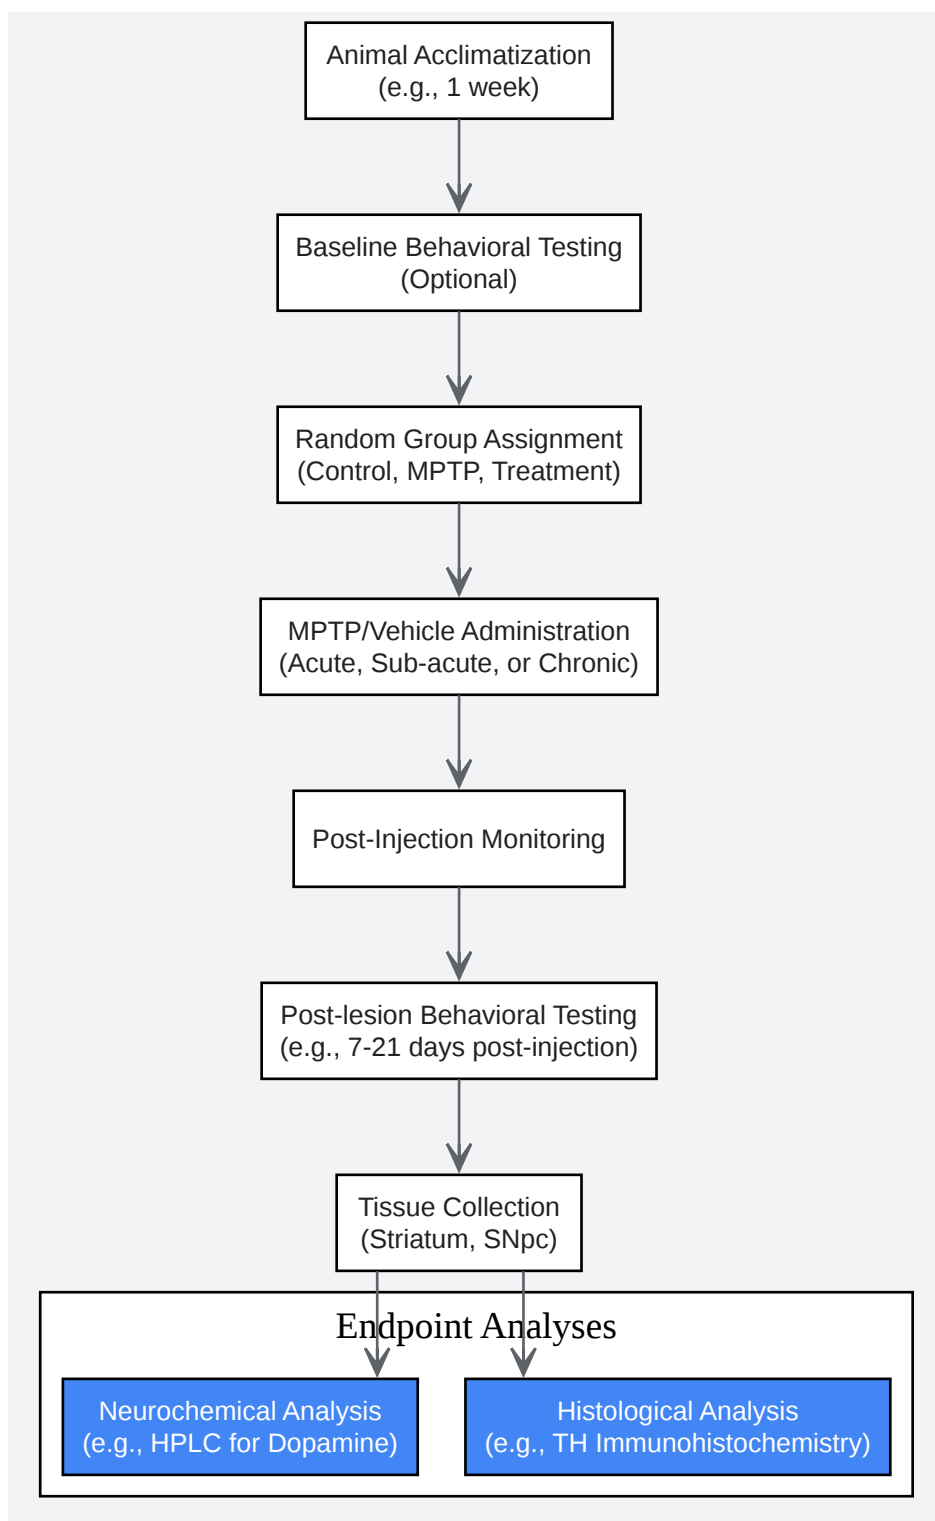 Animal Acclimatization
(e.g., 1 week)
Baseline Behavioral Testing
(Optional)
Random Group Assignment
(Control, MPTP, Treatment)
MPTP/Vehicle Administration
(Acute, Sub-acute, or Chronic)
Post-Injection Monitoring
Post-lesion Behavioral Testing
(e.g., 7-21 days post-injection)
Tissue Collection
(Striatum, SNpc)
Endpoint Analyses
Neurochemical Analysis
(e.g., HPLC for Dopamine)
Histological Analysis
(e.g., TH Immunohistochemistry)